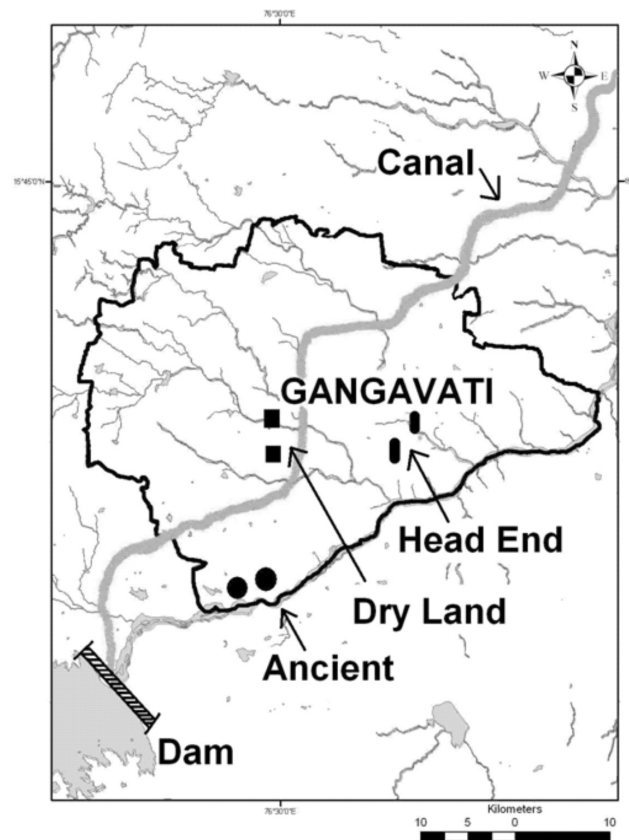 76°30'0"E
N
W E
S
Canal
15°45'0"N
GANGAVATI
Head End
Dry Land
Ancient
Dam
76°30'0"E
Kilometers
10 5 0 10